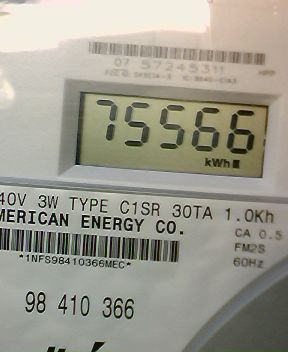 07 57245311
75566
kWh
40V 3W TYPE C1SR 30TA 1.0Kh
MERICAN ENERGY CO.
CA 0.5
FM2S
60Hz
*1NFS98410366MEC*
98 410 366